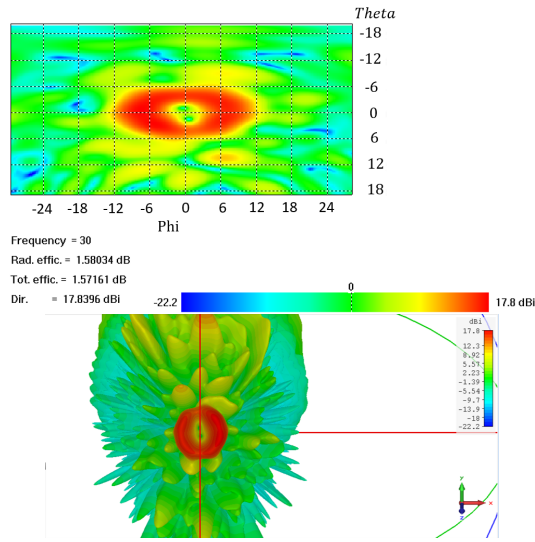 Theta
-18
-12
-6
0
6
12
18
-24 -18 -12 -6 0 6 12 18 24
Phi
Frequency = 30
Rad. effic. = 1.58034 dB
Tot. effic. = 1.57161 dB
Dir. = 17.8396 dBi
0
-22.2 17.8 dBi
dBi
17.8
12.3
8.92
5.57
2.23
-1.39
-5.54
-9.7
-13.9
-18
-22.2
y
x
z